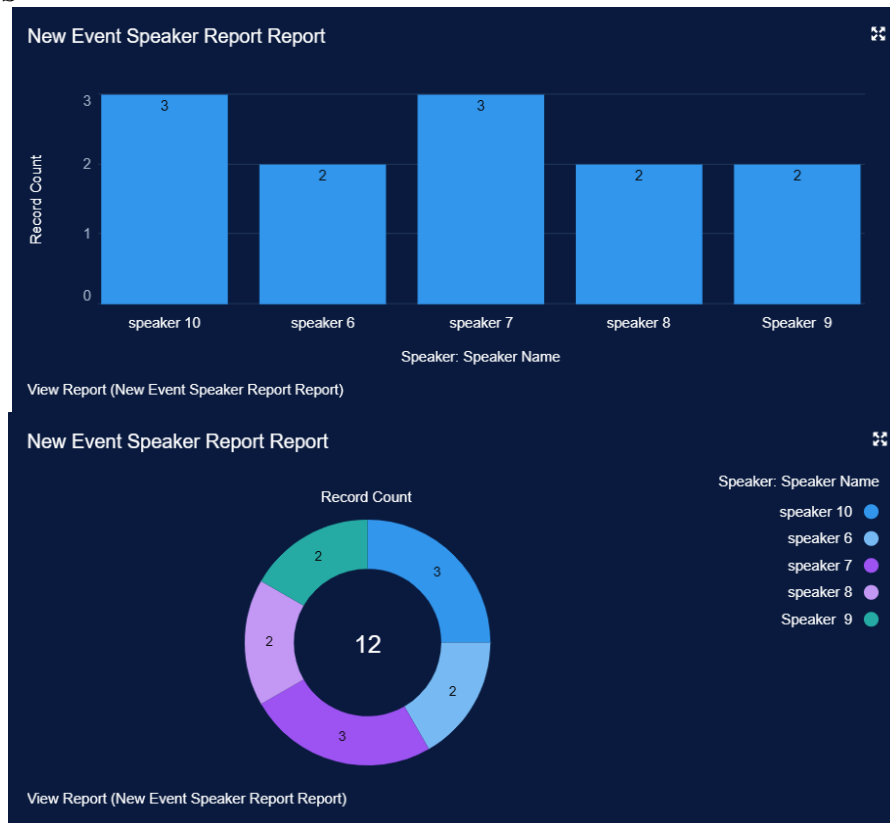 New Event Speaker Report Report
3
2
1
0
Record Count
3
2
3
2
2
speaker 10
speaker 6
speaker 7
speaker 8
Speaker  9
Speaker: Speaker Name
View Report (New Event Speaker Report Report)
New Event Speaker Report Report
Speaker: Speaker Name
speaker 10
speaker 6
speaker 7
speaker 8
Speaker  9
Record Count
2
3
2
12
2
3
View Report (New Event Speaker Report Report)